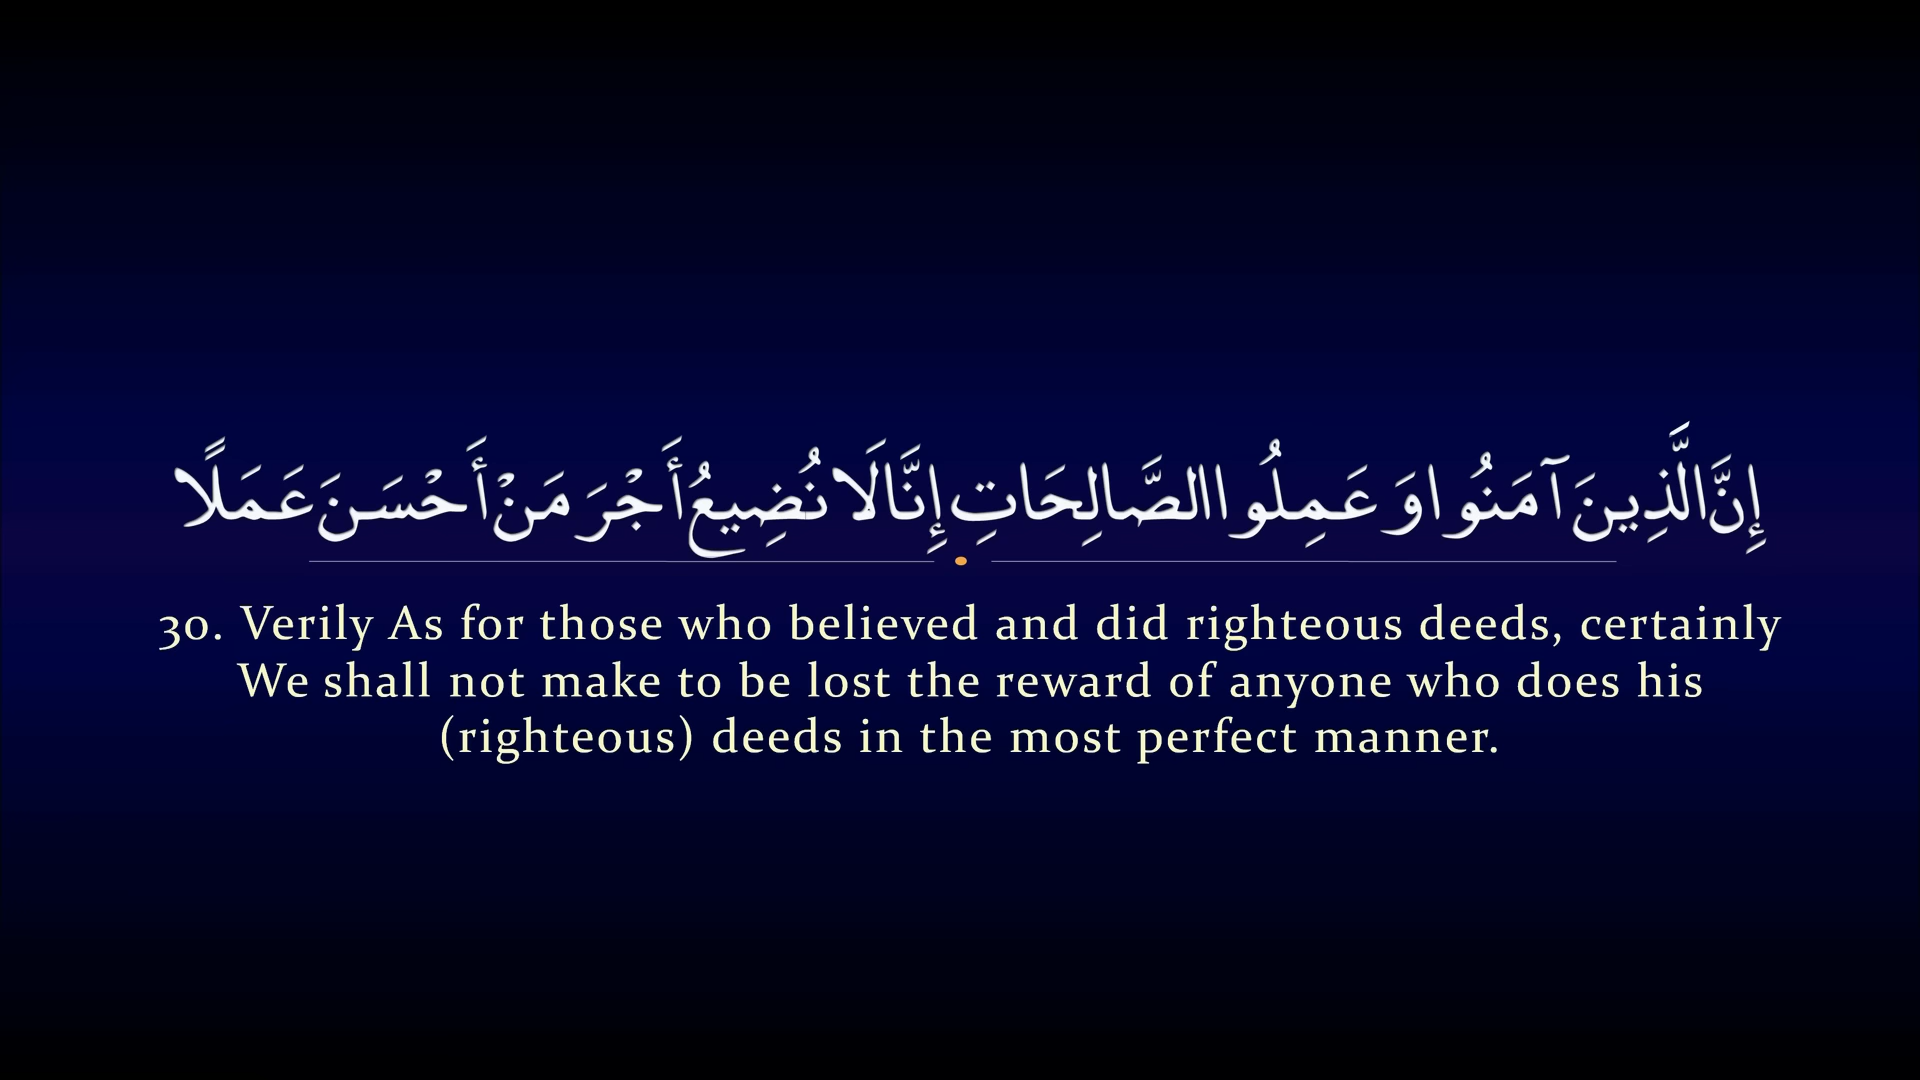 إِنَّ الَّذِينَ آمَنُوا وَعَمِلُوا الصَّالِحَاتِ إِنَّا لَا نُضِيعُ أَجْرَ مَنْ أَحْسَنَ عَمَلًا
30. Verily As for those who believed and did righteous deeds, certainly
We shall not make to be lost the reward of anyone who does his
(righteous) deeds in the most perfect manner.